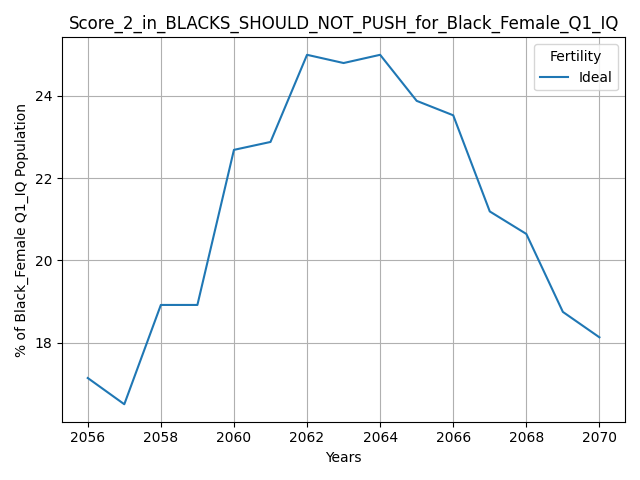 Score_2_in_BLACKS_SHOULD_NOT_PUSH_for_Black_Female_Q1_IQ
Fertility
Ideal
% of Black_Female Q1_IQ Population
24
22
20
18
2056 2058 2060 2062 2064 2066 2068 2070
Years